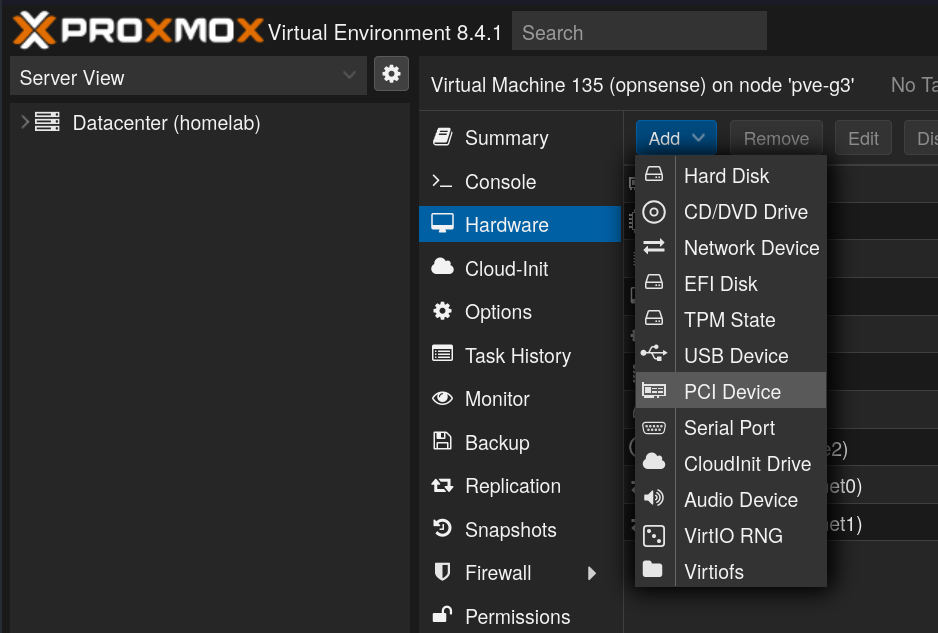 PROXMOX Virtual Environment 8.4.1 Search
Server View
Datacenter (homelab)
Virtual Machine 135 (opnsense) on node 'pve-g3' No Ta
Summary
Console
Hardware
Cloud-Init
Options
Task History
Monitor
Backup
Replication
Snapshots
Firewall
Permissions
Add Remove Edit Dis
Hard Disk
CD/DVD Drive
Network Device
EFI Disk
TPM State
USB Device
PCI Device
Serial Port
CloudInit Drive
Audio Device
VirtIO RNG
Virtiofs
e2)
et0)
et1)